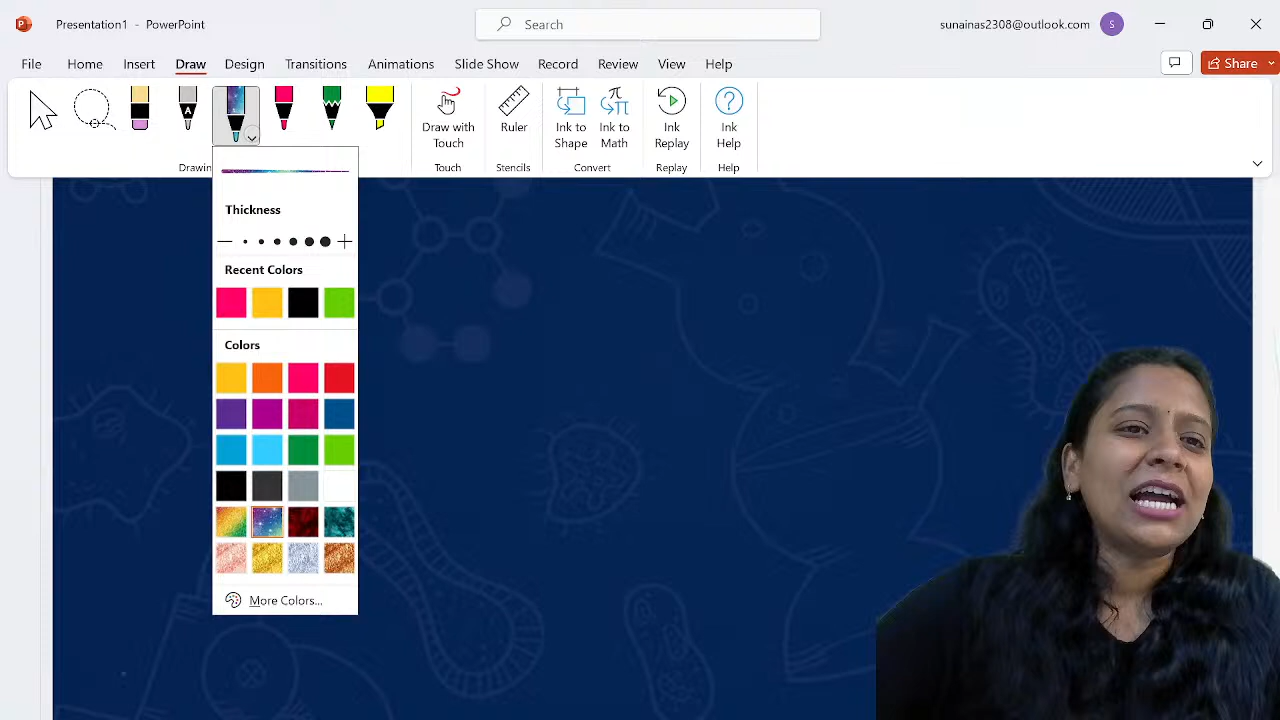 Presentation1 - PowerPoint
Search
sunainas2308@outlook.com
S
File Home Insert Draw Design Transitions Animations Slide Show Record Review View Help
Share
A
Draw with Touch
Ruler
Ink to Shape
Ink to Math
Ink Replay
Ink Help
Drawin
Touch
Stencils
Convert
Replay
Help
Thickness
Recent Colors
Colors
More Colors...